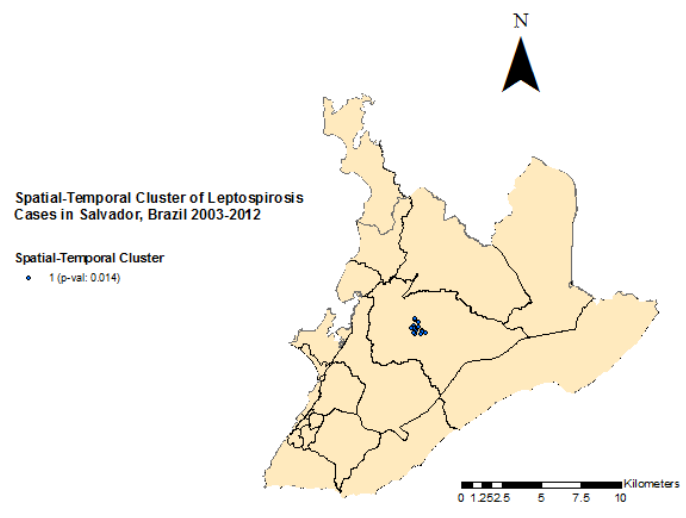 N
Spatial-Temporal Cluster of Leptospirosis
Cases in Salvador, Brazil 2003-2012
Spatial-Temporal Cluster
1 (p-val: 0.014)
Kilometers
0 1.252.5 5 7.5 10